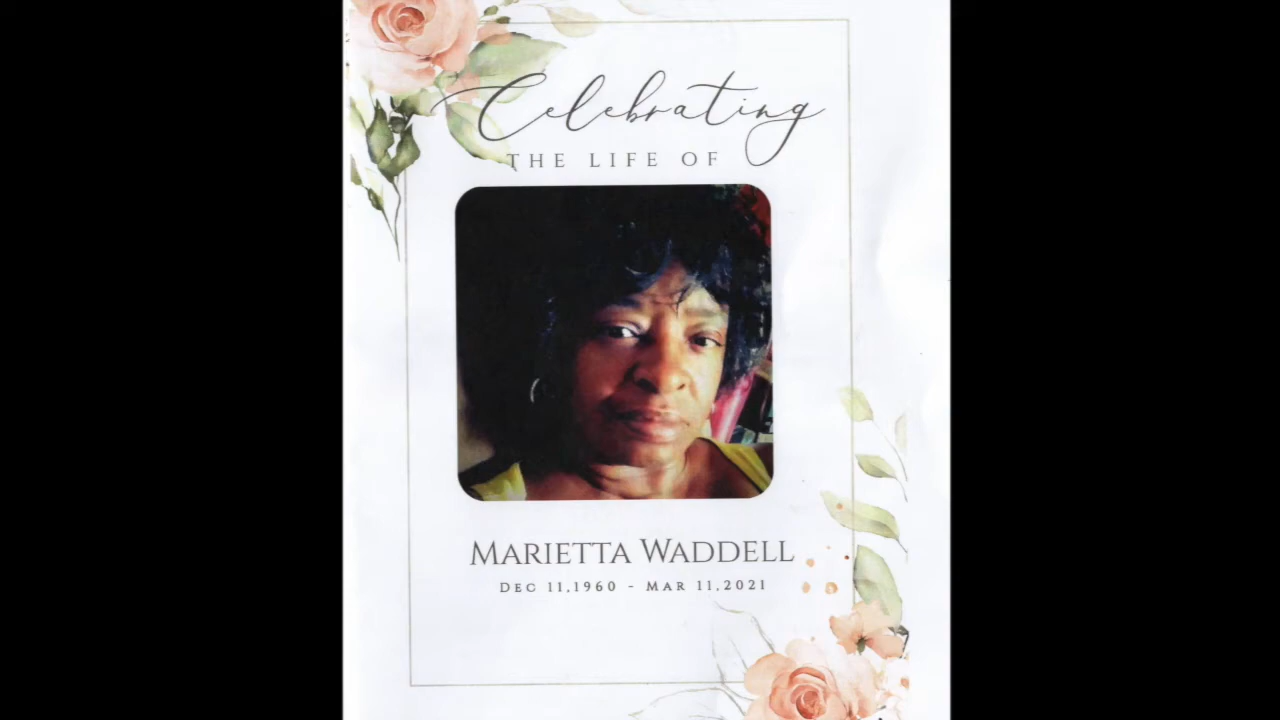 Celebrating
THE LIFE OF
MARIETTA WADDELL
DEC 11,1960 - MAR 11,2021